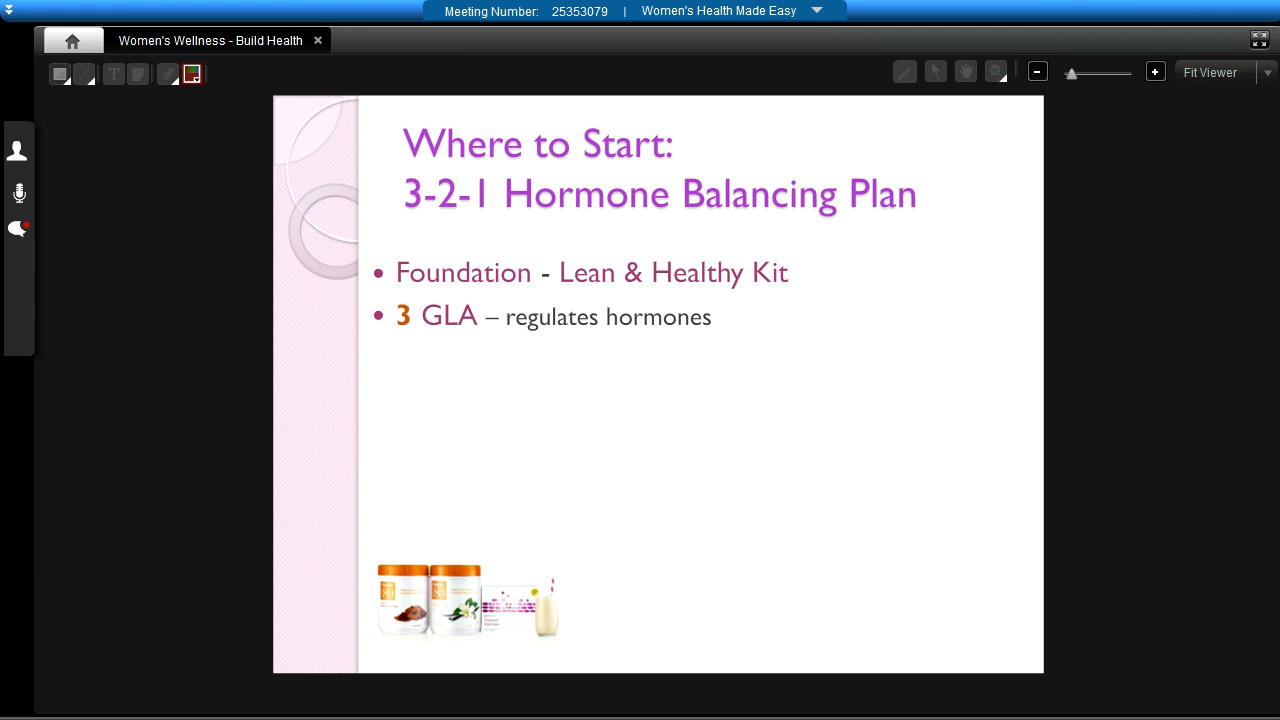 Meeting Number: 25353079 | Women's Health Made Easy
Women's Wellness - Build Health
T
Fit Viewer
Where to Start:
3-2-1 Hormone Balancing Plan
• Foundation - Lean & Healthy Kit
• 3 GLA – regulates hormones